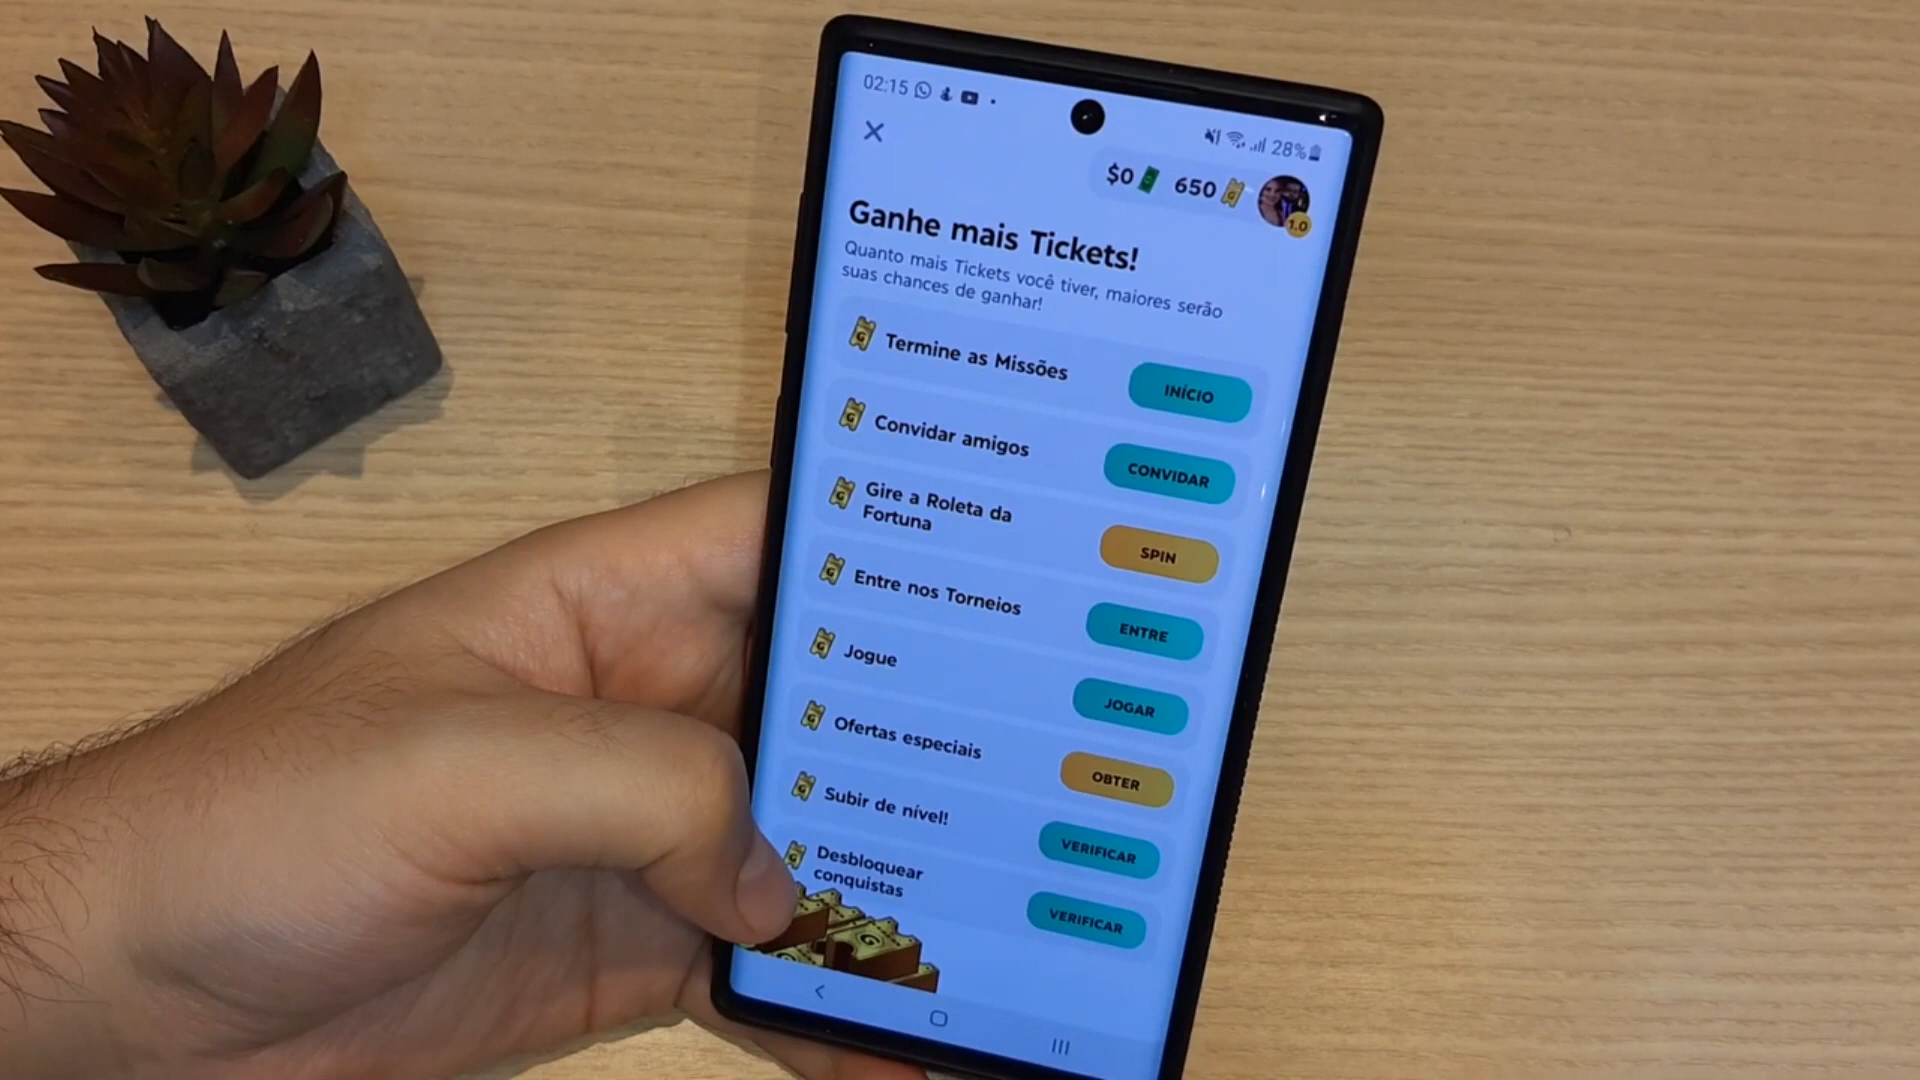 02:15
28%
$0 650
1.0
Ganhe mais Tickets!
Quanto mais Tickets você tiver, maiores serão
suas chances de ganhar!
Termine as Missões
INÍCIO
Convidar amigos
CONVIDAR
Gire a Roleta da
Fortuna
SPIN
Entre nos Torneios
ENTRE
Jogue
JOGAR
Ofertas especiais
OBTER
Subir de nível!
VERIFICAR
Desbloquear
conquistas
VERIFICAR
G